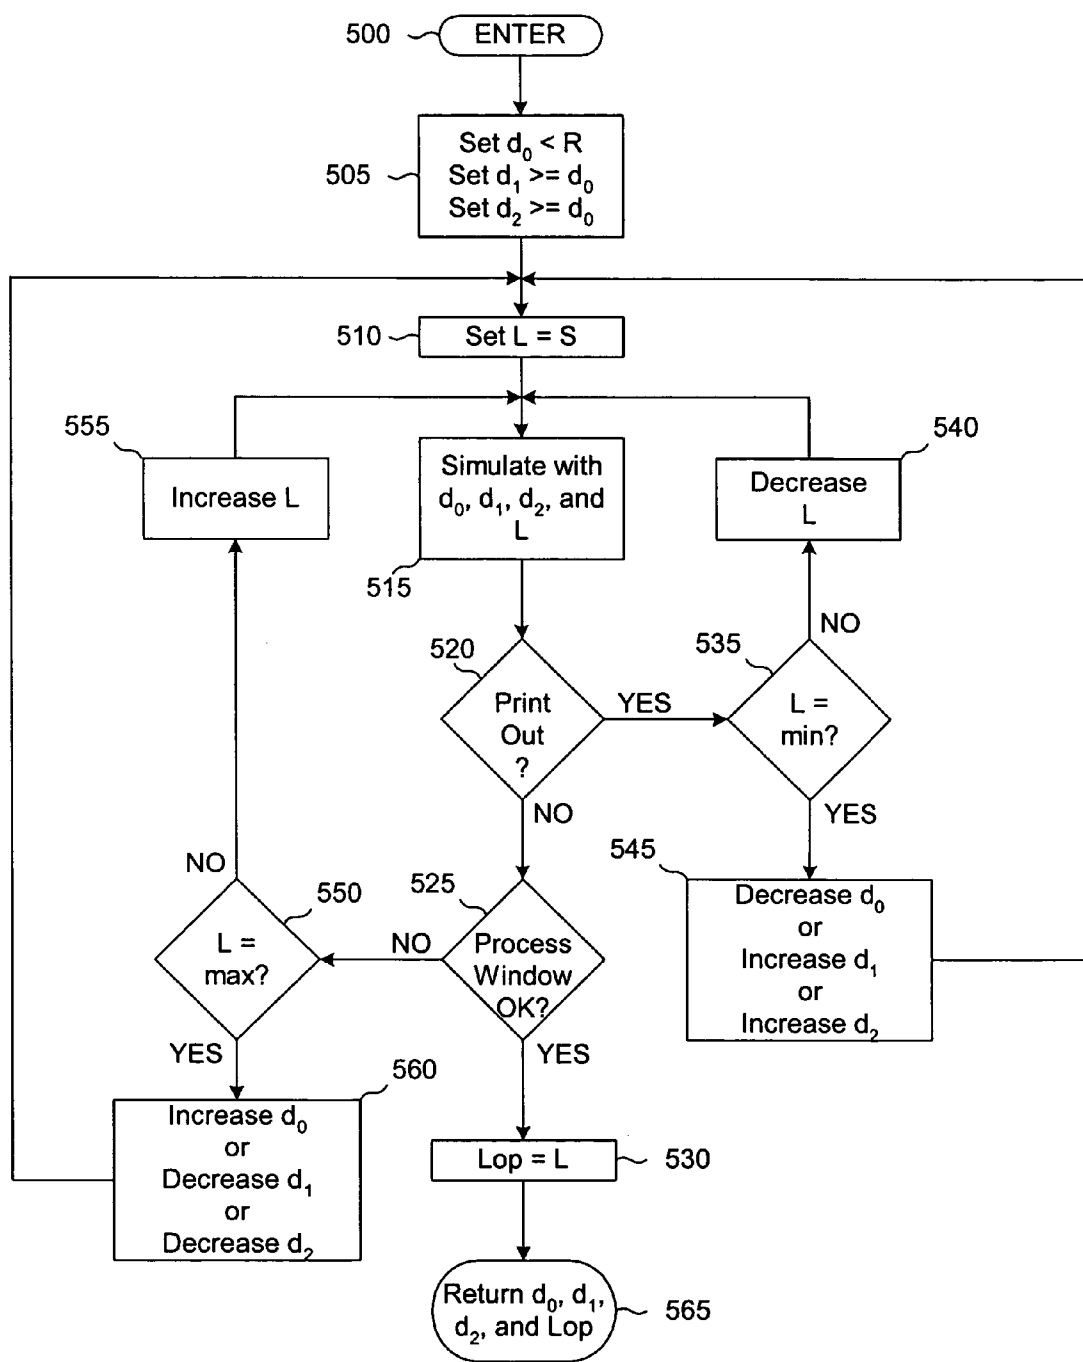 500
ENTER
505
Set d₀ < R
Set d₁ >= d₀
Set d₂ >= d₀
510
Set L = S
555
Increase L
Simulate with
d₀, d₁, d₂, and
L
515
540
Decrease
L
520
Print
Out
?
YES
NO
535
L =
min?
NO
YES
545
Decrease d₀
or
Increase d₁
or
Increase d₂
525
Process
Window
OK?
NO
YES
550
L =
max?
NO
YES
560
Increase d₀
or
Decrease d₁
or
Decrease d₂
Lop = L
530
Return d₀, d₁,
d₂, and Lop
565